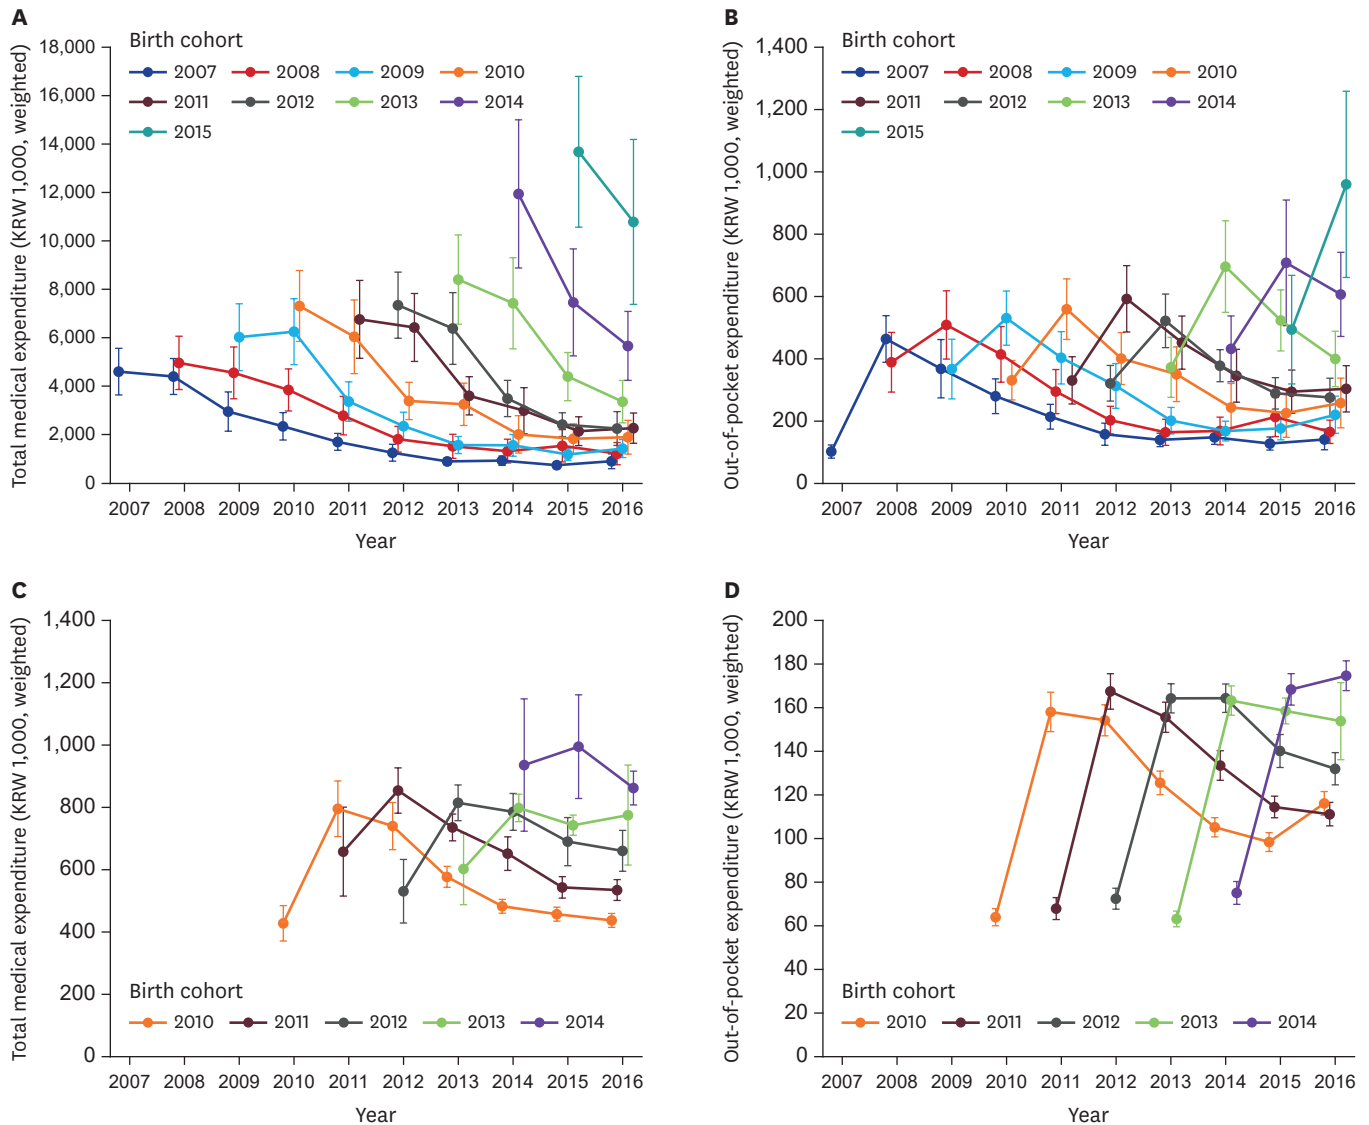 A
Total medical expenditure (KRW 1,000, weighted)
18,000
16,000
14,000
12,000
10,000
8,000
6,000
4,000
2,000
0
Birth cohort
2007 2008 2009 2010
2011 2012 2013 2014
2015
2007 2008 2009 2010 2011 2012 2013 2014 2015 2016
Year
B
Out-of-pocket expenditure (KRW 1,000, weighted)
1,400
1,200
1,000
800
600
400
200
0
Birth cohort
2007 2008 2009 2010
2011 2012 2013 2014
2015
2007 2008 2009 2010 2011 2012 2013 2014 2015 2016
Year
C
Total medical expenditure (KRW 1,000, weighted)
1,400
1,200
1,000
800
600
400
200
0
Birth cohort
2010 2011 2012 2013 2014
2007 2008 2009 2010 2011 2012 2013 2014 2015 2016
Year
D
Out-of-pocket expenditure (KRW 1,000, weighted)
200
180
160
140
120
100
80
60
40
20
0
Birth cohort
2010 2011 2012 2013 2014
2007 2008 2009 2010 2011 2012 2013 2014 2015 2016
Year